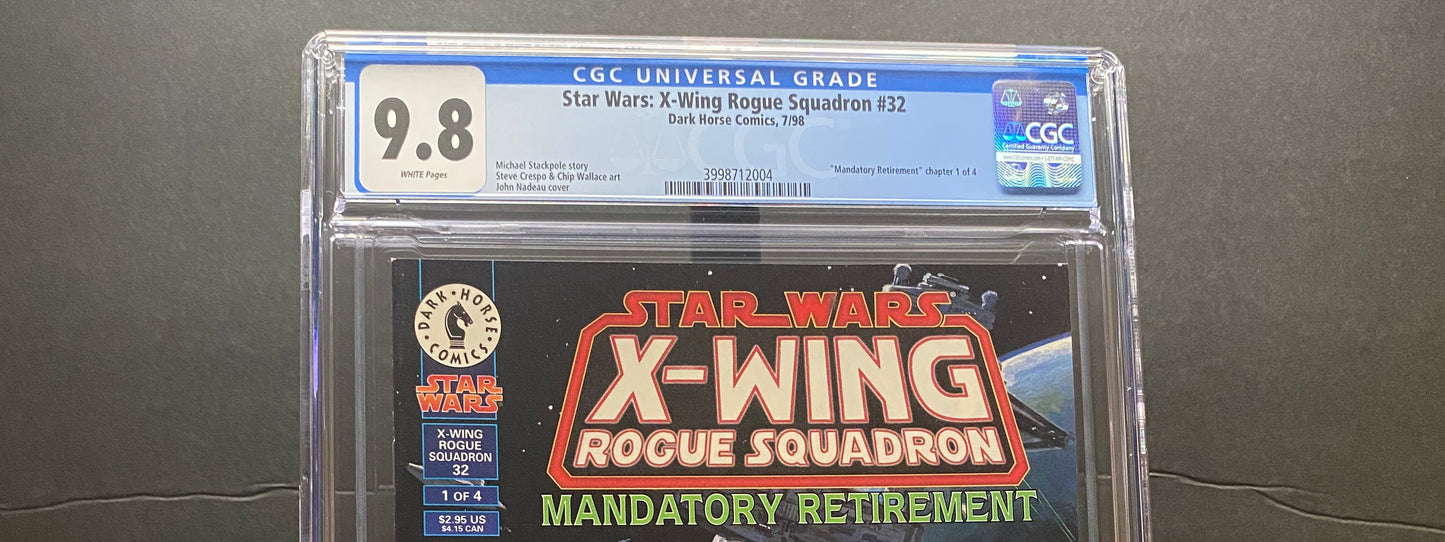 CGC UNIVERSAL GRADE
9.8
WHITE Pages
Star Wars: X-Wing Rogue Squadron #32
Dark Horse Comics, 7/98
CGC
Michael Stackpole story
Steve Crespo & Chip Wallace art
John Nadeau cover
3998712004
"Mandatory Retirement" chapter 1 of 4
CGC
Certified Guaranty Company
DARK HORSE COMICS
STAR WARS
X-WING
ROGUE
SQUADRON
32
1 OF 4
$2.95 US
$4.15 CAN
STAR WARS
X-WING
ROGUE SQUADRON
MANDATORY RETIREMENT